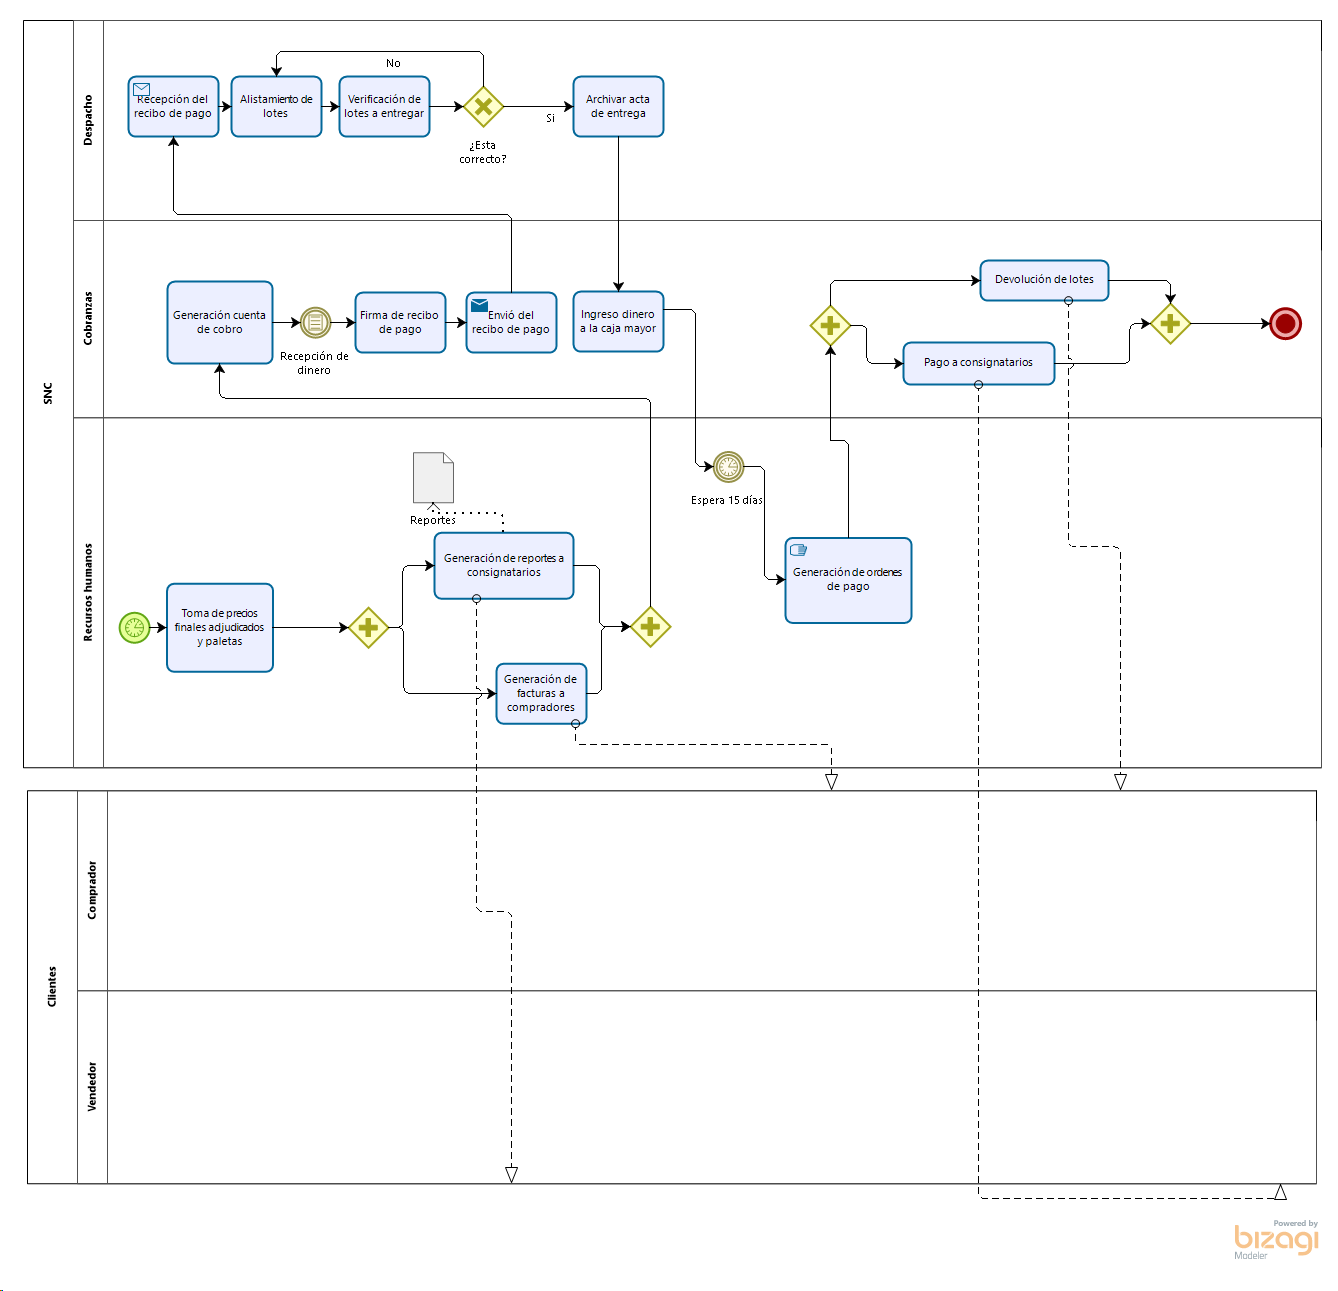 SNC
Despacho
No
Recepción del
recibo de pago
Alistamiento de
lotes
Verificación de
lotes a entregar
¿Esta
correcto?
Si
Archivar acta
de entrega
Cobranzas
Generación cuenta
de cobro
Recepción de
dinero
Firma de recibo
de pago
Envió del
recibo de pago
Ingreso dinero
a la caja mayor
Devolución de lotes
Pago a consignatarios
Recursos humanos
Toma de precios
finales adjudicados
y paletas
Reportes
Generación de reportes a
consignatarios
Generación de
facturas a
compradores
Espera 15 días
Generación de ordenes
de pago
Clientes
Comprador
Vendedor
Powered by
bizagi
Modeler